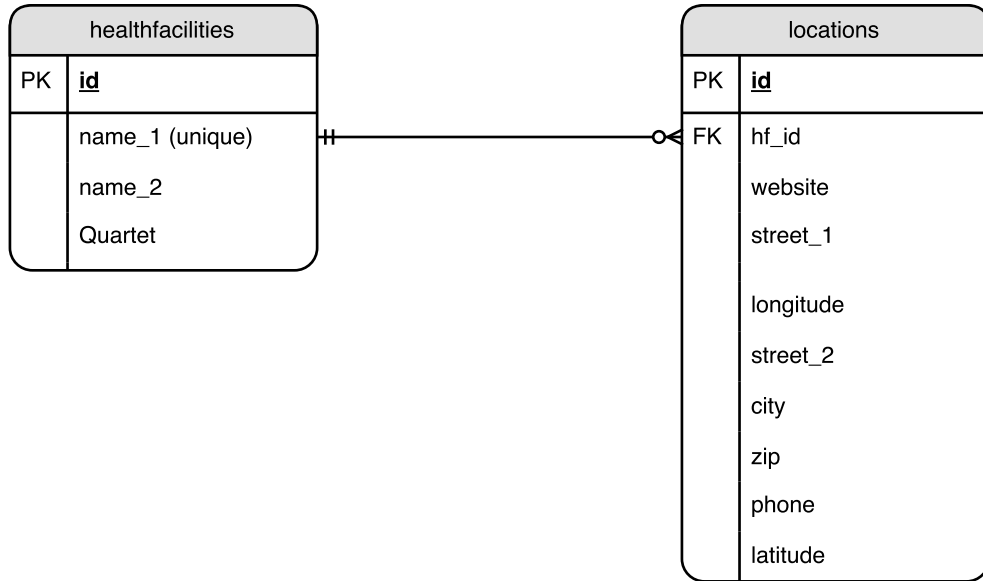 healthfacilities
PK id
name_1 (unique)
name_2
Quartet
locations
PK id
FK hf_id
website
street_1
longitude
street_2
city
zip
phone
latitude